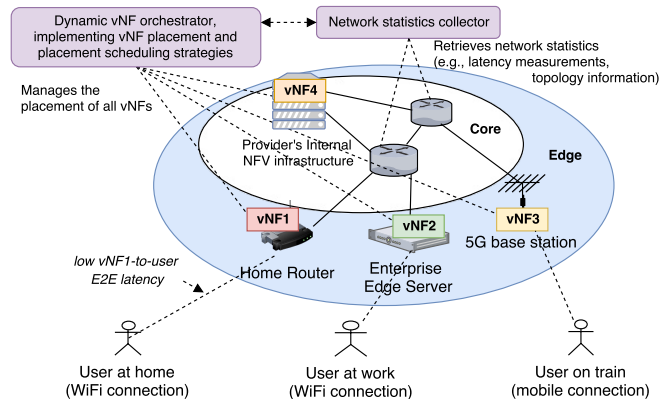 Dynamic vNF orchestrator,
implementing vNF placement and
placement scheduling strategies
Network statistics collector
Retrieves network statistics
(e.g., latency measurements,
topology information)
Manages the
placement of all vNFs
vNF4
Core
Provider's Internal
NFV infrastructure
Edge
vNF1
vNF2
vNF3
5G base station
Home Router
Enterprise
Edge Server
low vNF1-to-user
E2E latency
User at home
(WiFi connection)
User at work
(WiFi connection)
User on train
(mobile connection)